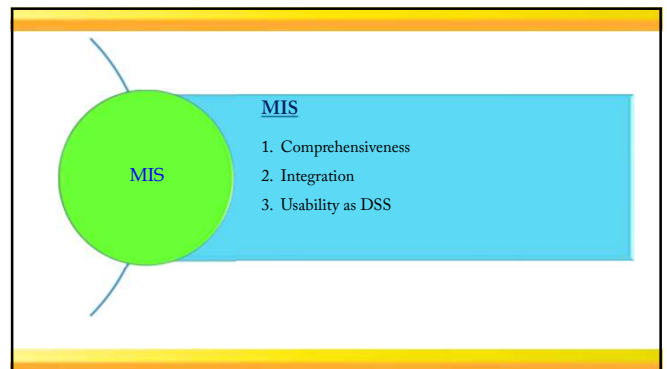 MIS
MIS
1. Comprehensiveness
2. Integration
3. Usability as DSS